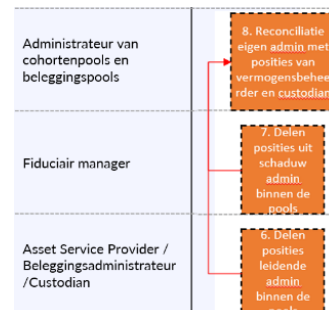 Administrateur van
cohortenpools en
beleggingspools
8. Reconciliatie
eigen admin met
posities van
vermogensbehee
rder en custodian
Fiduciair manager
7. Delen
posities uit
schaduw
admin
binnen de
pools
Asset Service Provider /
Beleggingsadministrateur
/Custodian
6. Delen
posities
leidende
admin
binnen de
pools